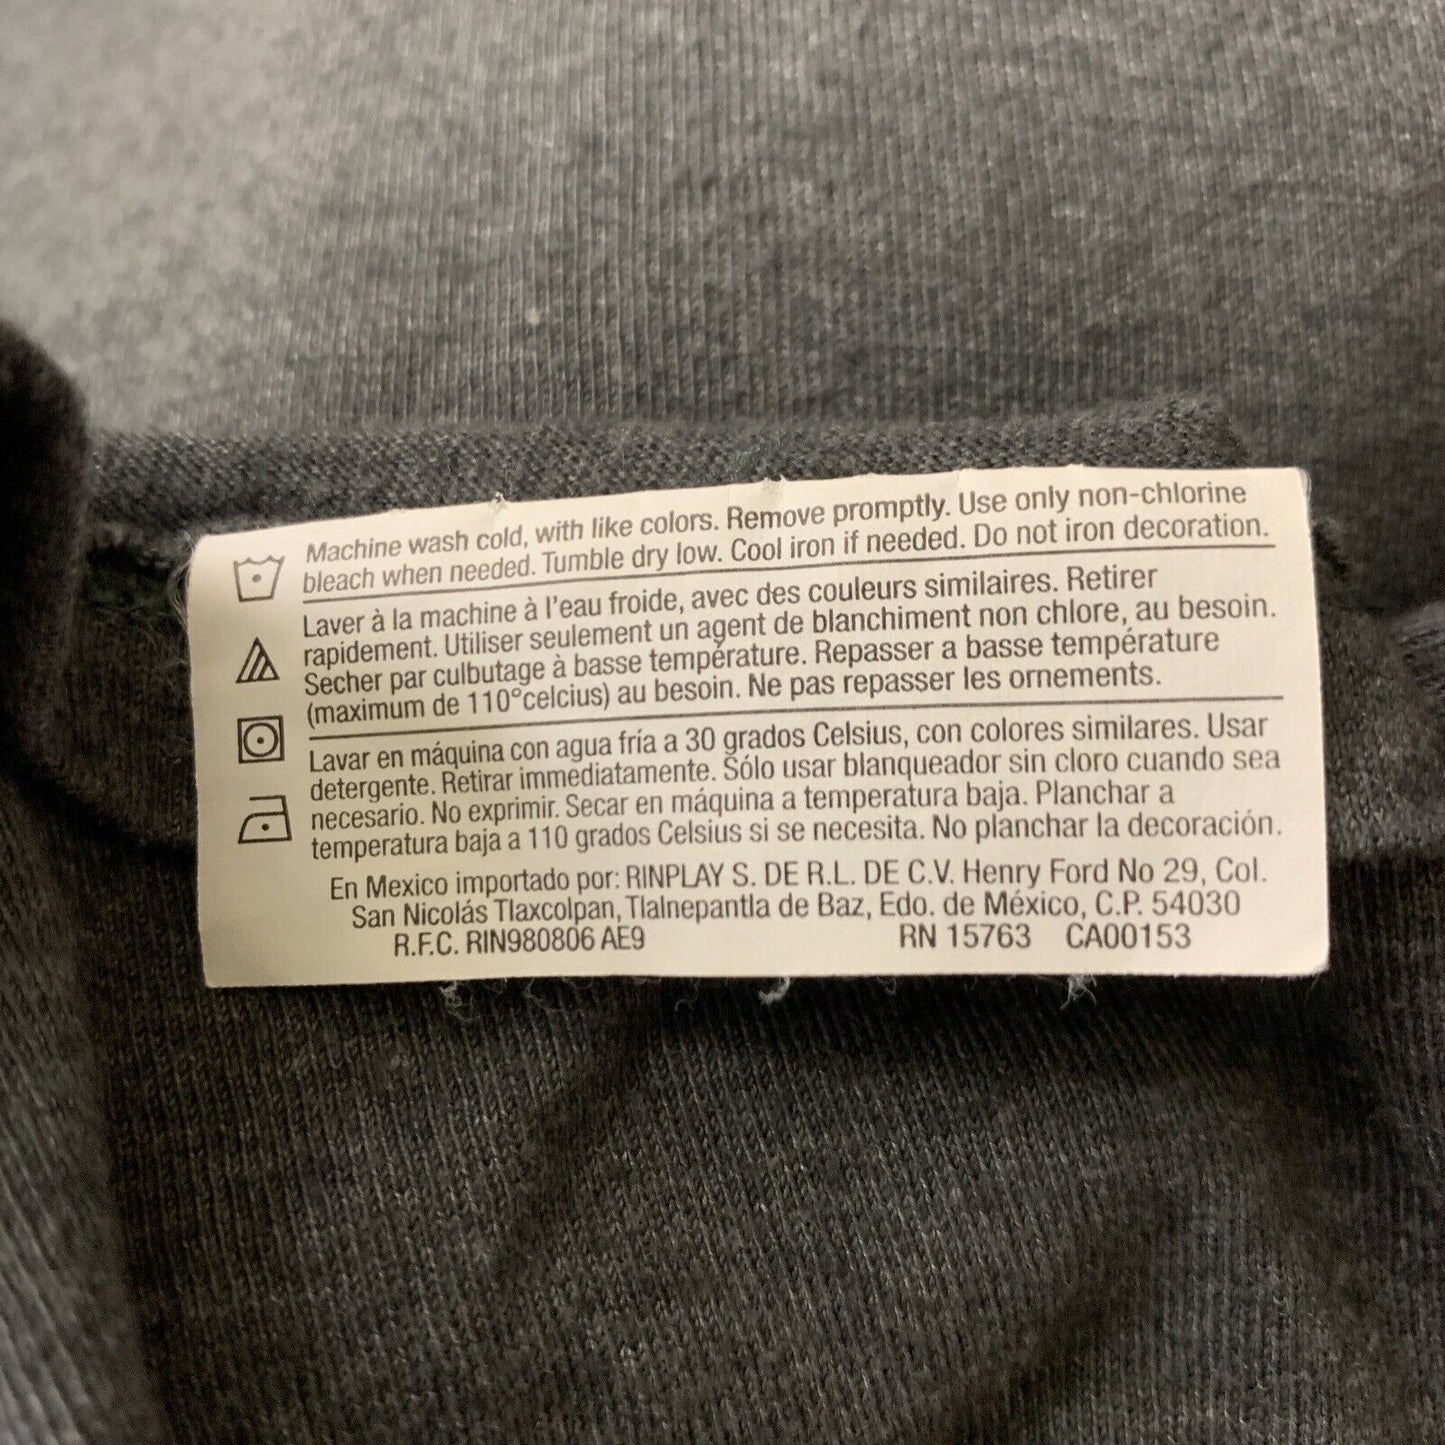 Machine wash cold, with like colors. Remove promptly. Use only non-chlorine
bleach when needed. Tumble dry low. Cool iron if needed. Do not iron decoration.
Laver à la machine à l'eau froide, avec des couleurs similaires. Retirer
rapidement. Utiliser seulement un agent de blanchiment non chlore, au besoin.
Secher par culbutage à basse température. Repasser a basse température
(maximum de 110°celcius) au besoin. Ne pas repasser les ornements.
Lavar en máquina con agua fría a 30 grados Celsius, con colores similares. Usar
detergente. Retirar immediatamente. Sólo usar blanqueador sin cloro cuando sea
necesario. No exprimir. Secar en máquina a temperatura baja. Planchar a
temperatura baja a 110 grados Celsius si se necesita. No planchar la decoración.
En Mexico importado por: RINPLAY S. DE R.L. DE C.V. Henry Ford No 29, Col.
San Nicolás Tlaxcolpan, Tlalnepantla de Baz, Edo. de México, C.P. 54030
R.F.C. RIN980806 AE9 RN 15763 CA00153